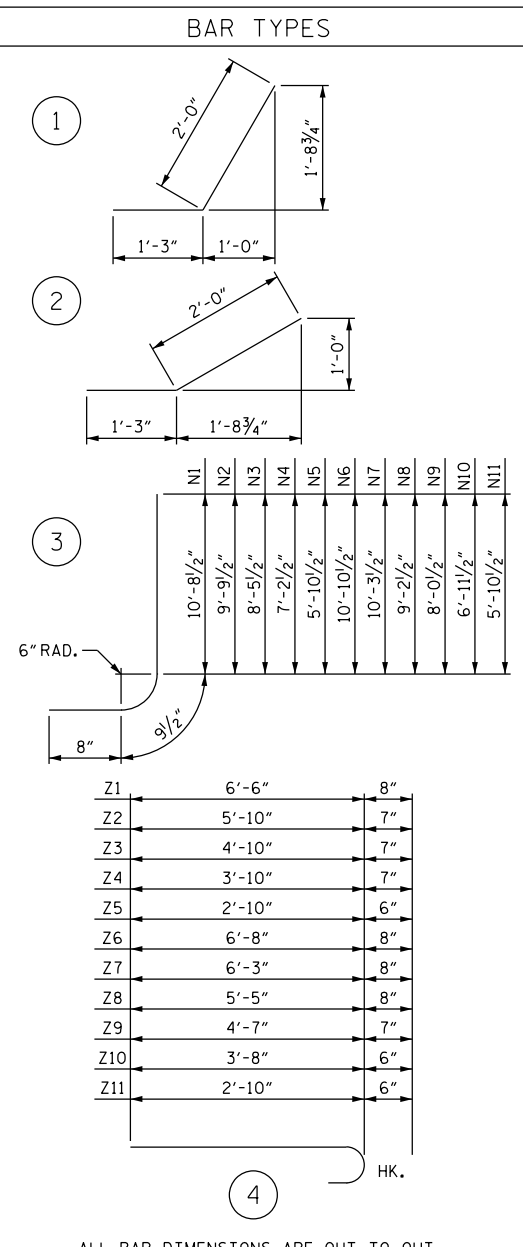 BAR TYPES
1
2'-0"
1'-8¾"
1'-3"
1'-0"
2
2'-0"
1'-0"
1'-3"
1'-8¾"
3
N1 N2 N3 N4 N5 N6 N7 N8 N9 N10 N11
10'-8½" 9'-9½" 8'-5½" 7'-2½" 5'-10½" 10'-10½" 10'-3½" 9'-2½" 8'-0½" 6'-11½" 5'-10½"
6" RAD.
9½"
8"
Z1 6'-6" 8"
Z2 5'-10" 7"
Z3 4'-10" 7"
Z4 3'-10" 7"
Z5 2'-10" 6"
Z6 6'-8" 8"
Z7 6'-3" 8"
Z8 5'-5" 8"
Z9 4'-7" 7"
Z10 3'-8" 6"
Z11 2'-10" 6"
HK.
4
ALL BAR DIMENSIONS ARE OUT TO OUT